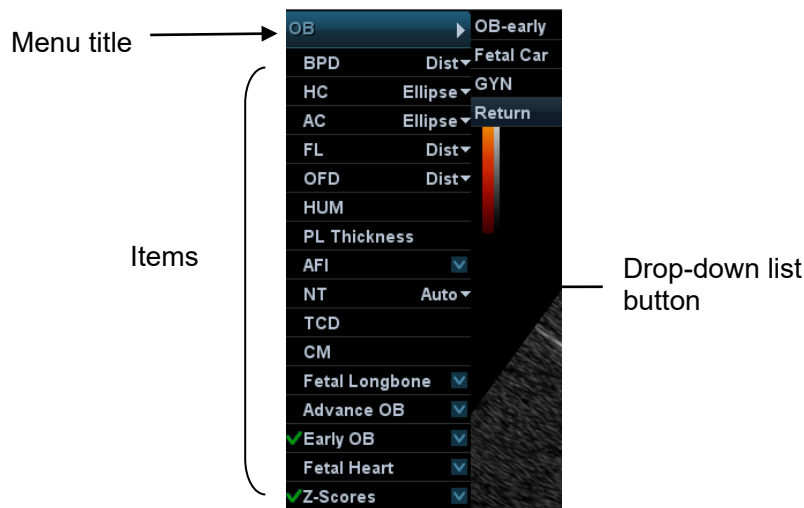 Menu title
OB
BPD Dist
HC Ellipse
AC Ellipse
FL Dist
OFD Dist
HUM
PL Thickness
AFI
NT Auto
TCD
CM
Fetal Longbone
Advance OB
Early OB
Fetal Heart
Z-Scores
OB-early
Fetal Car
GYN
Return
Items
Drop-down list
button